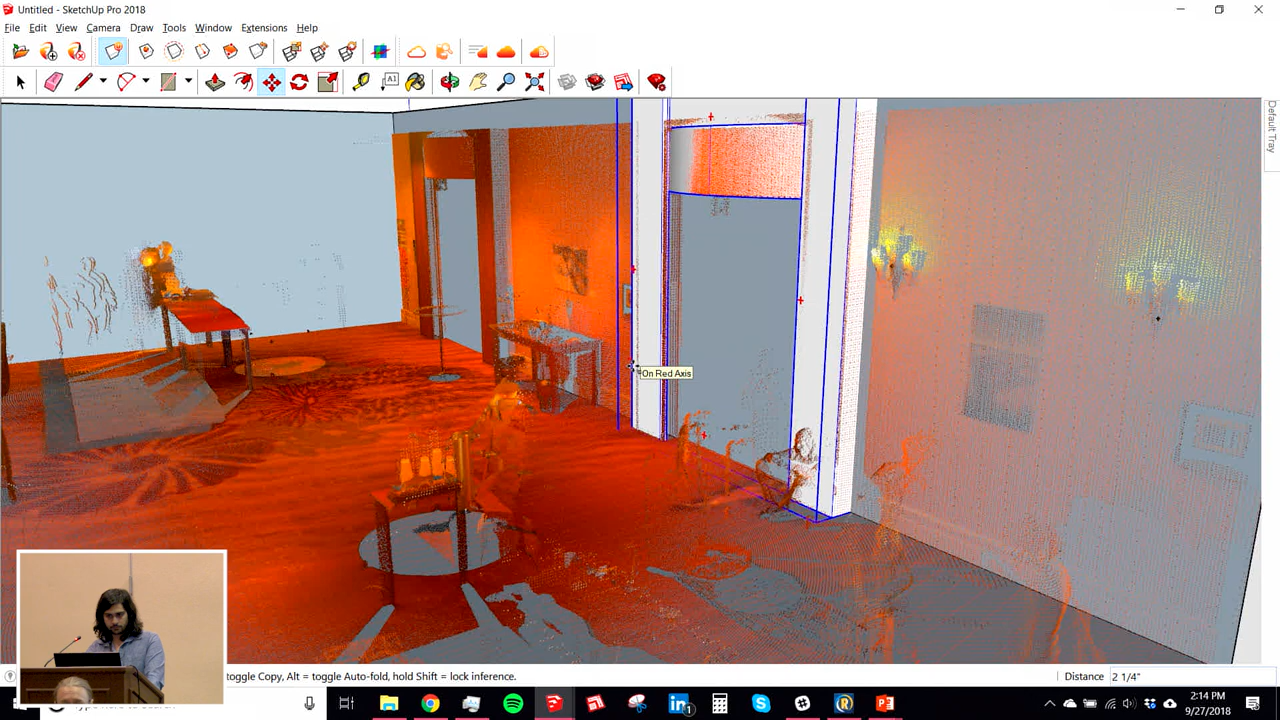 Untitled - SketchUp Pro 2018
File Edit View Camera Draw Tools Window Extensions Help
A1
Default Tray
On Red Axis
toggle Copy, Alt = toggle Auto-fold, hold Shift = lock inference.
Distance 2 1/4"
1
2:14 PM
9/27/2018